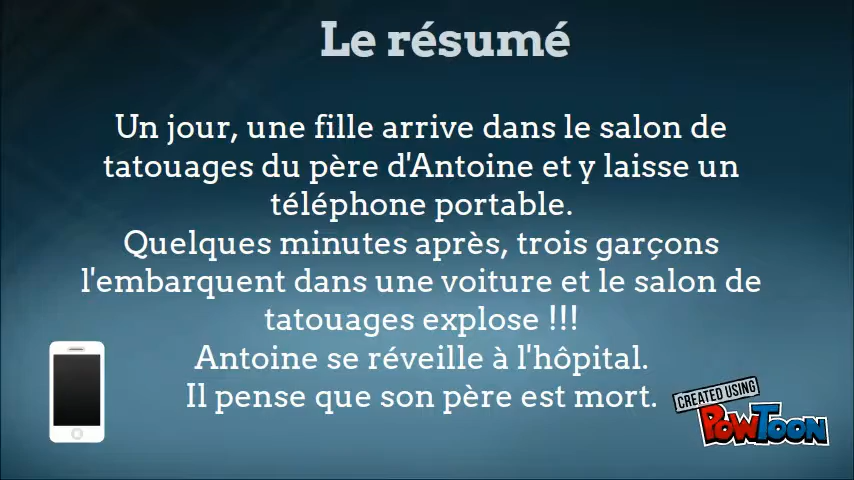 Le résumé
Un jour, une fille arrive dans le salon de
tatouages du père d'Antoine et y laisse un
téléphone portable.
Quelques minutes après, trois garçons
l'embarquent dans une voiture et le salon de
tatouages explose !!!
Antoine se réveille à l'hôpital.
Il pense que son père est mort.
CREATED USING
POWTOON